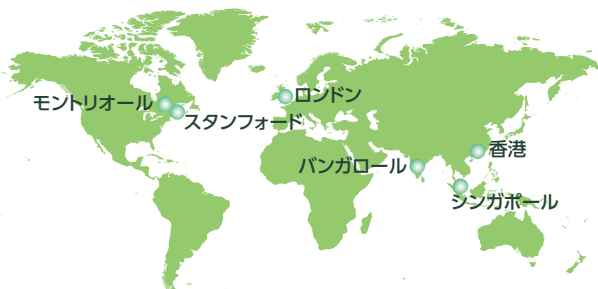 モントリオール
ロンドン
スタンフォード
香港
バンガロール
シンガポール